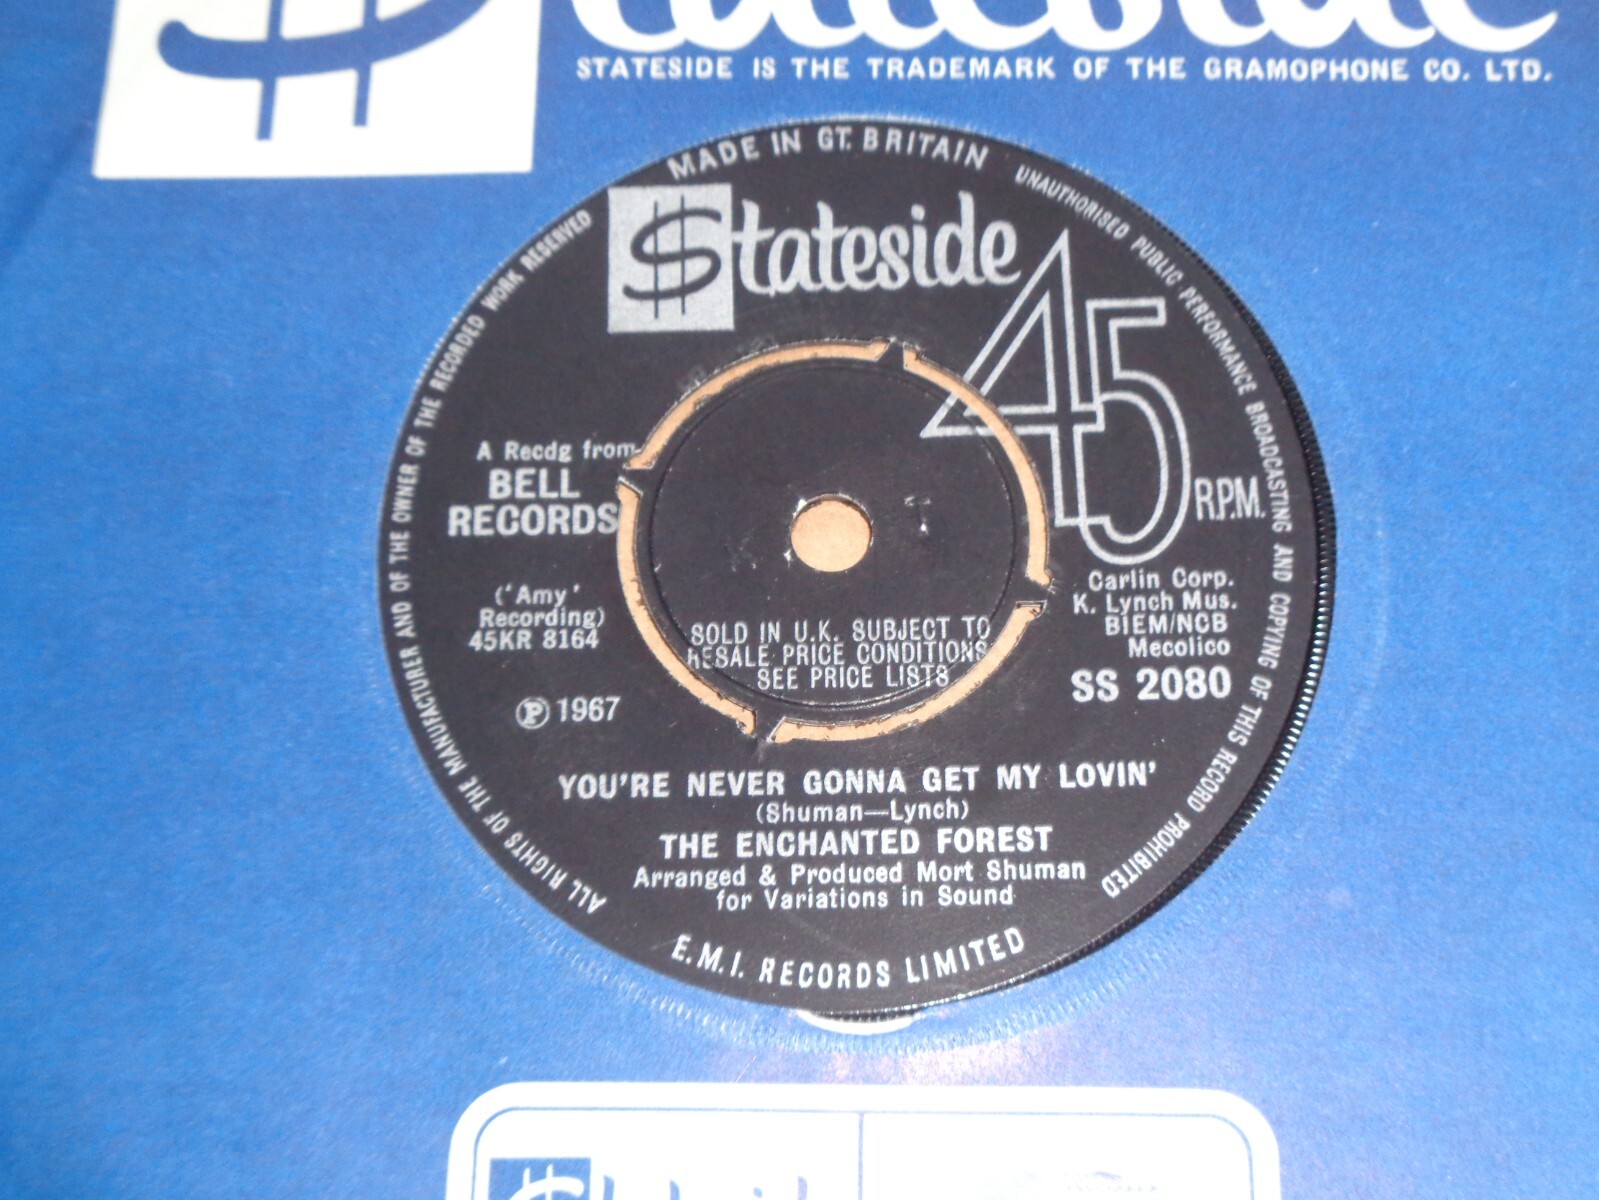 Stateside
STATESIDE IS THE TRADEMARK OF THE GRAMOPHONE CO. LTD.
MADE IN GT. BRITAIN
UNAUTHORISED PUBLIC PERFORMANCE BROADCASTING AND COPYING OF THIS RECORD PROHIBITED
ALL RIGHTS OF THE MANUFACTURER AND OF THE OWNER OF THE RECORDED WORK RESERVED
Stateside
45
R.P.M.
A Recdg from
BELL
RECORDS
('Amy'
Recording)
45KR 8164
Ⓟ 1967
T
SOLD IN U.K. SUBJECT TO
RESALE PRICE CONDITIONS
SEE PRICE LISTS
Carlin Corp.
K. Lynch Mus.
BIEM/NCB
Mecolico
SS 2080
YOU'RE NEVER GONNA GET MY LOVIN'
(Shuman—Lynch)
THE ENCHANTED FOREST
Arranged & Produced Mort Shuman
for Variations in Sound
E.M.I. RECORDS LIMITED
Stateside